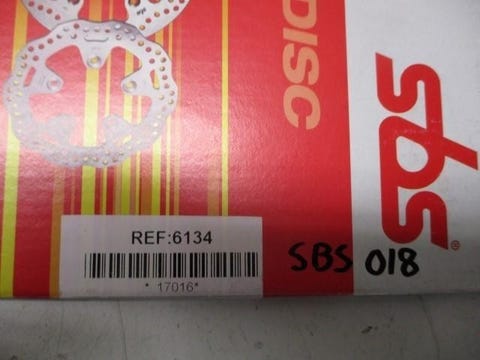 DISC
sbs®
REF:6134
* 17016*
SBS 018